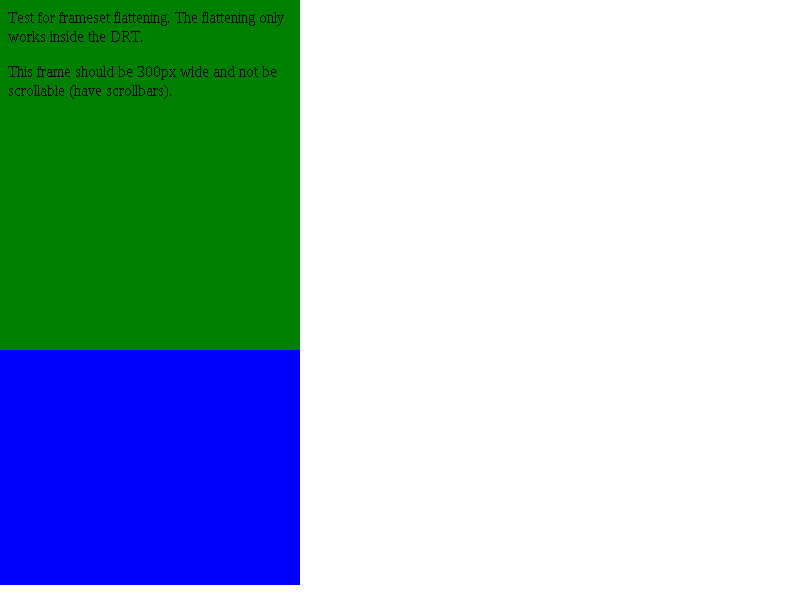 Test for frameset flattening. The flattening only
works inside the DRT.
This frame should be 300px wide and not be
scrollable (have scrollbars).